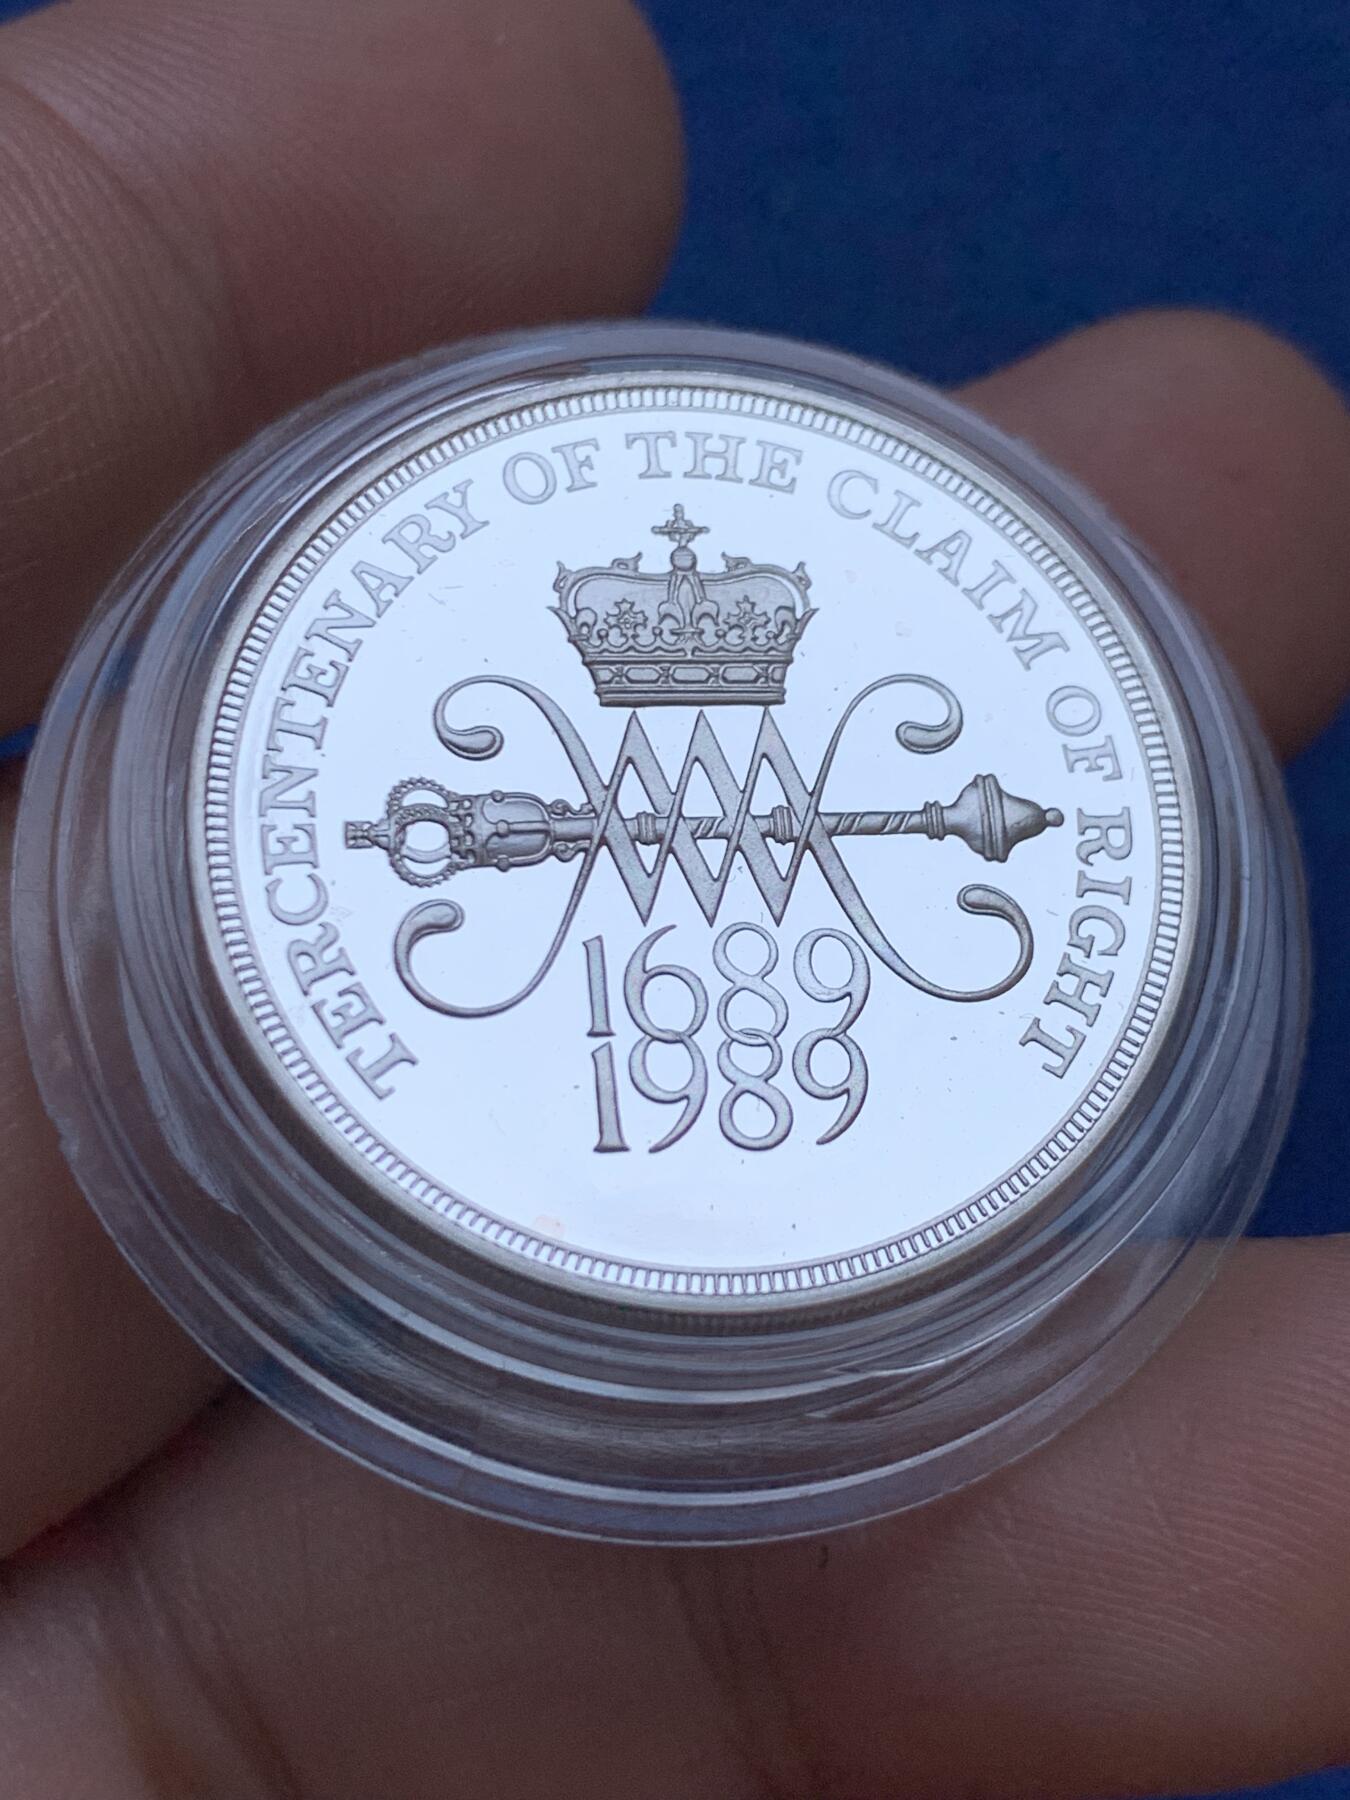 TERCENTENARY OF THE CLAIM OF RIGHT
1689
1989